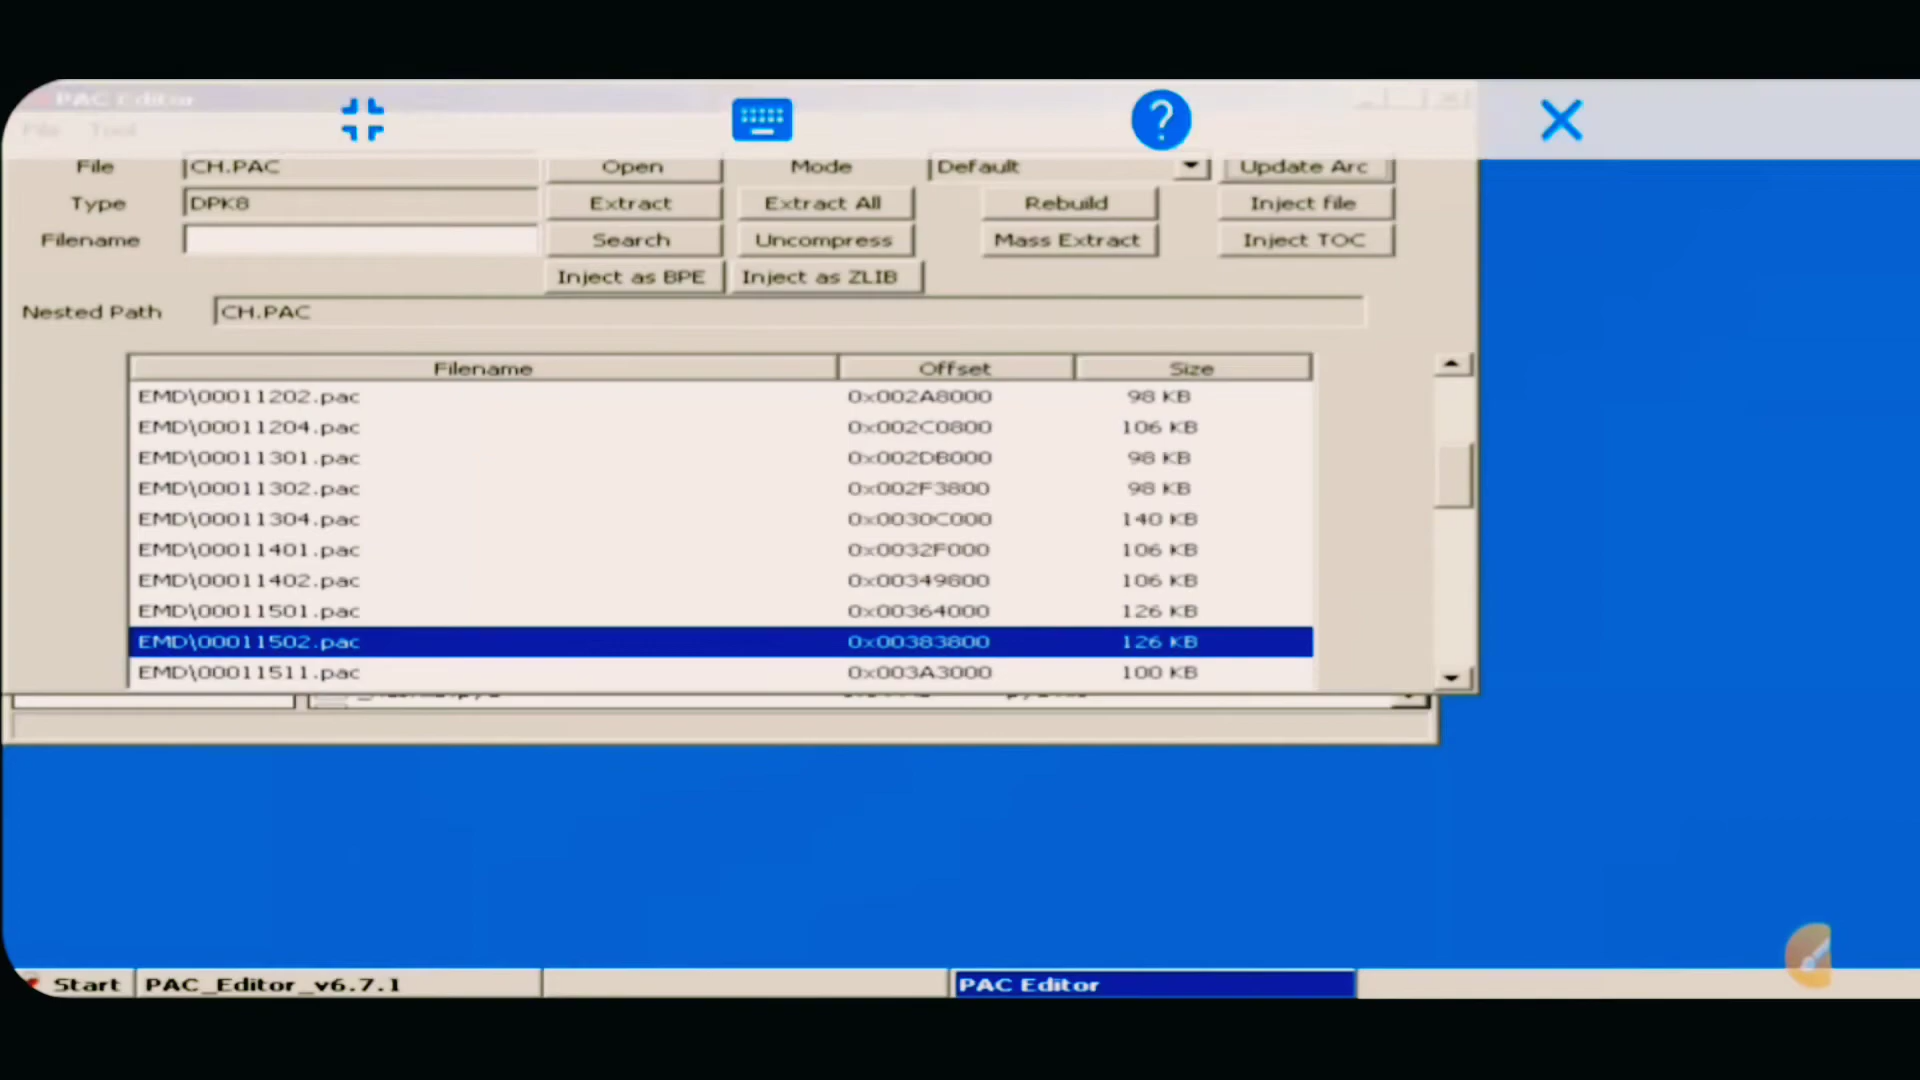 PAC Editor
File Tool
File CH.PAC Open Mode Default Update Arc
Type DPK8 Extract Extract All Rebuild Inject file
Filename Search Uncompress Mass Extract Inject TOC
Inject as BPE Inject as ZLIB
Nested Path CH.PAC
Filename Offset Size
EMD\00011202.pac 0x002A8000 98 KB
EMD\00011204.pac 0x002C0800 106 KB
EMD\00011301.pac 0x002DB000 98 KB
EMD\00011302.pac 0x002F3800 98 KB
EMD\00011304.pac 0x0030C000 140 KB
EMD\00011401.pac 0x0032F000 106 KB
EMD\00011402.pac 0x00349800 106 KB
EMD\00011501.pac 0x00364000 126 KB
EMD\00011502.pac 0x00383800 126 KB
EMD\00011511.pac 0x003A3000 100 KB
Start PAC_Editor_v6.7.1 PAC Editor